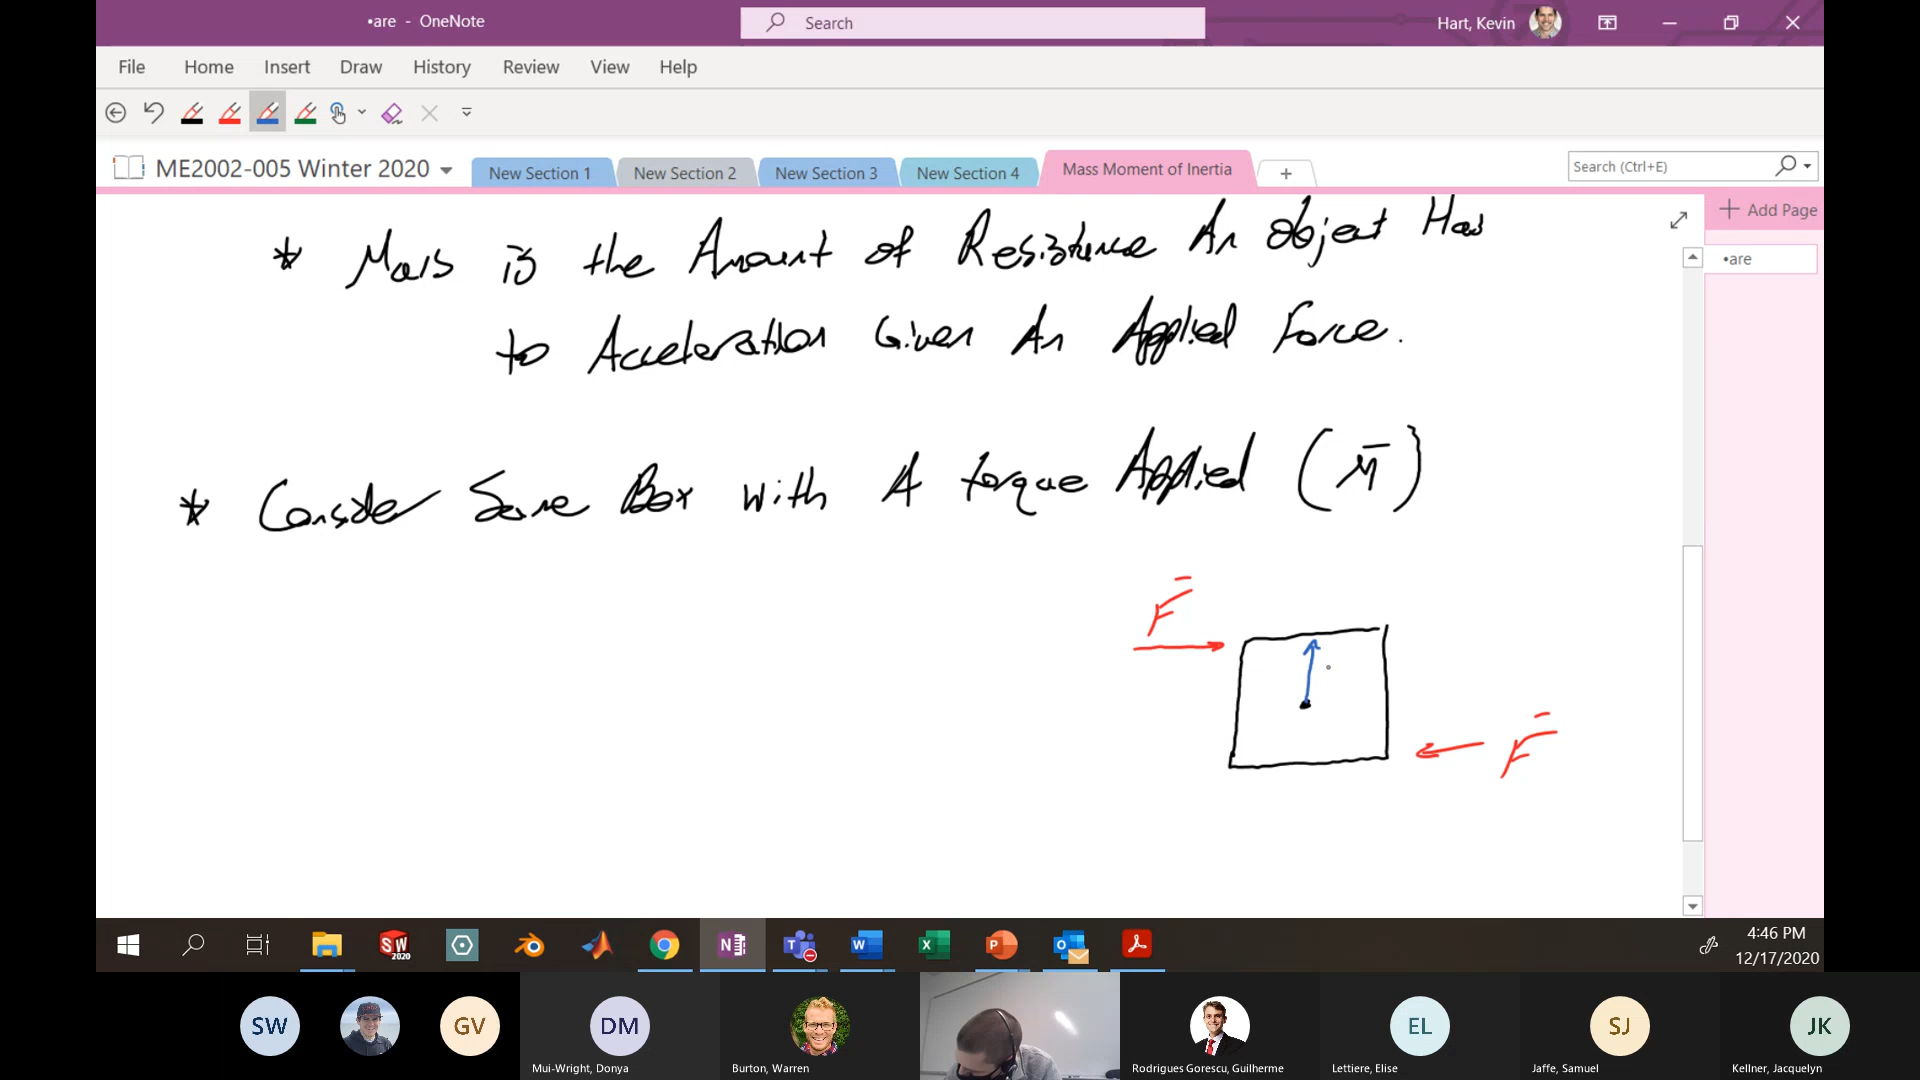 •are - OneNote
Search
Hart, Kevin
File Home Insert Draw History Review View Help
ME2002-005 Winter 2020
New Section 1
New Section 2
New Section 3
New Section 4
Mass Moment of Inertia
+
Search (Ctrl+E)
Add Page
•are
* Mass is the Amount of Resistence An Object Has
to Acceleration Given An Applied Force.
* Consider Same Box With A torque Applied (M̄)
F̄
F̄
SW
2020
N
T
W
X
P
O
4:46 PM
12/17/2020
SW
GV
DM
EL
SJ
JK
Mui-Wright, Donya
Burton, Warren
Rodrigues Gorescu, Guilherme
Lettiere, Elise
Jaffe, Samuel
Kellner, Jacquelyn